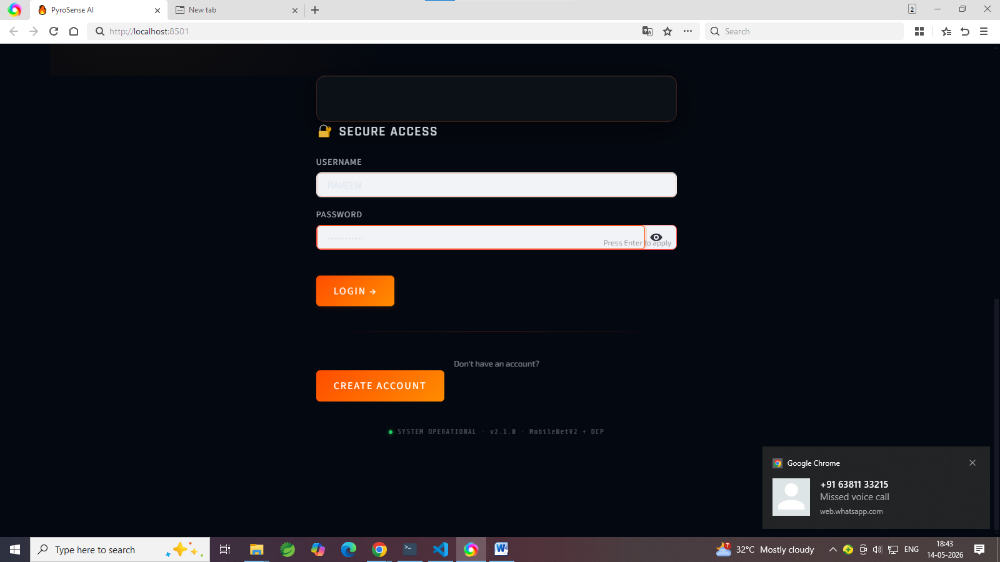 PyroSense AI
New tab
2
http://localhost:8501
Search
SECURE ACCESS
USERNAME
RAVEEN
PASSWORD
Press Enter to apply
LOGIN →
Don't have an account?
CREATE ACCOUNT
SYSTEM OPERATIONAL · v2.1.0 · MobileNetV2 + DCP
Google Chrome
+91 63811 33215
Missed voice call
web.whatsapp.com
Type here to search
7
32°C Mostly cloudy
ENG
18:43
14-05-2026